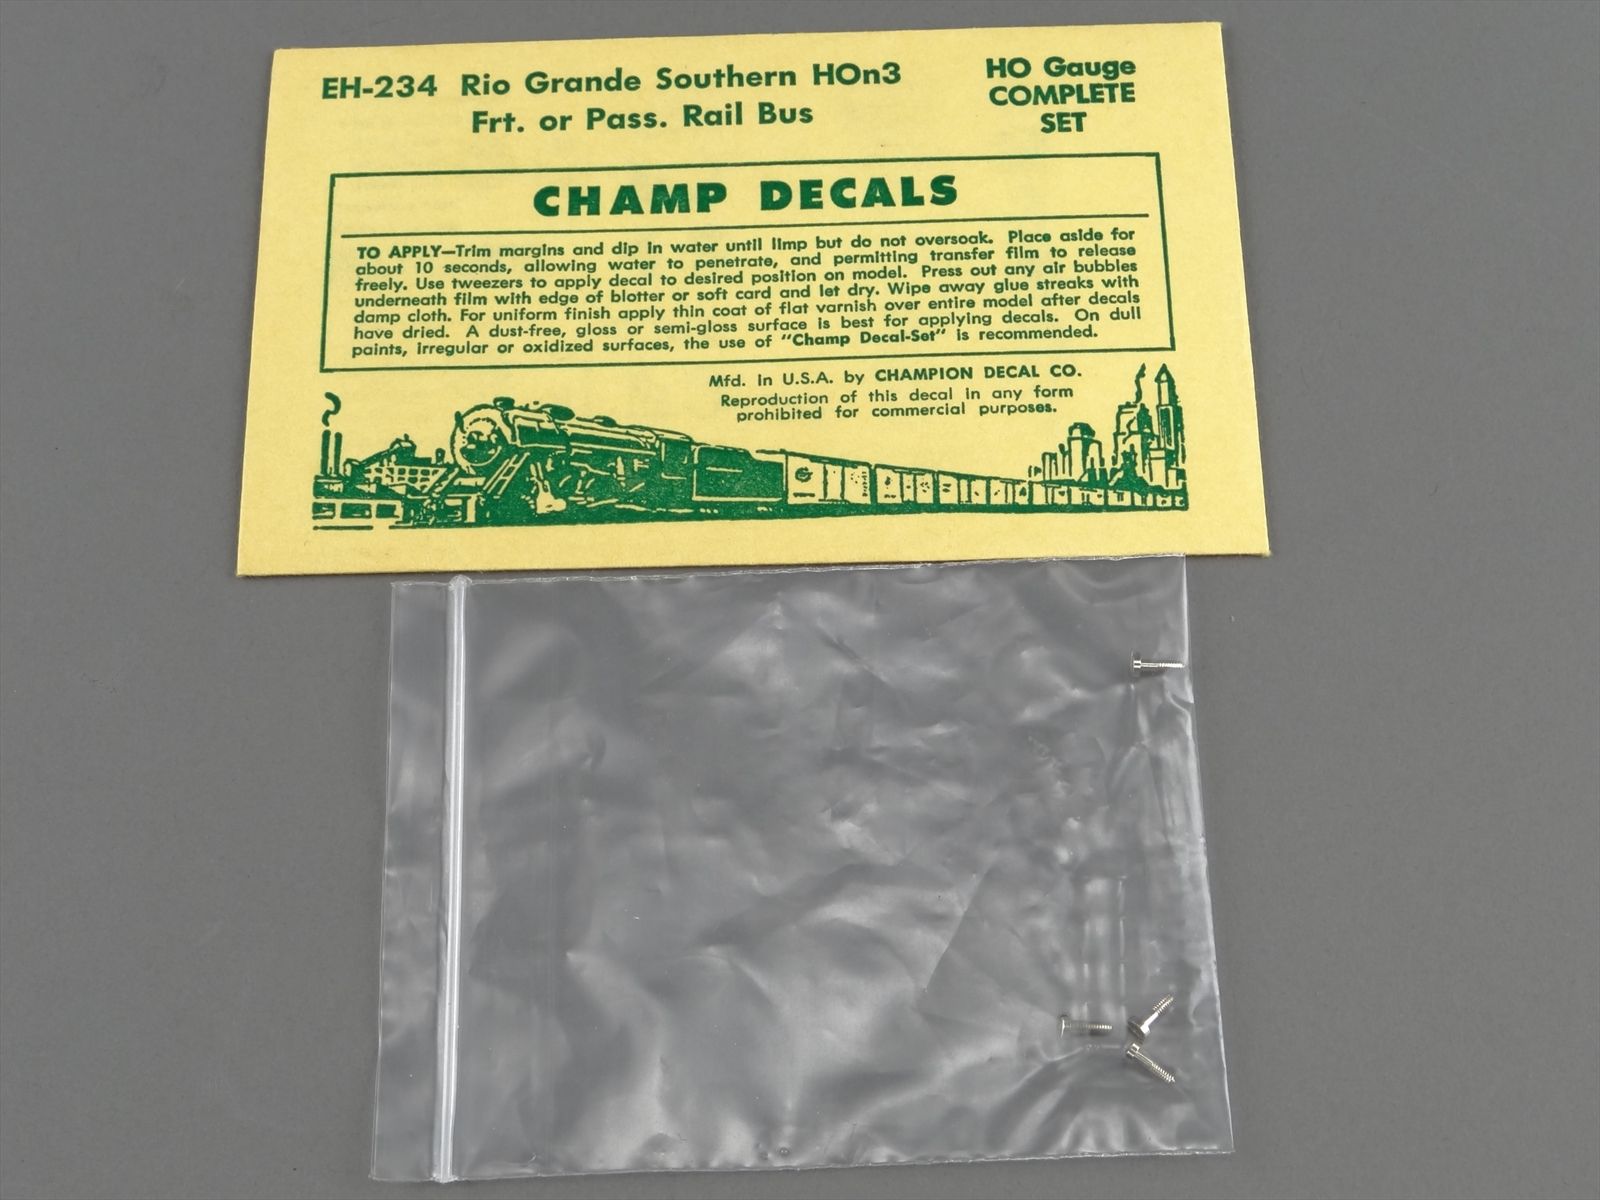 EH-234 Rio Grande Southern HOn3
Frt. or Pass. Rail Bus
HO Gauge
COMPLETE
SET
CHAMP DECALS
TO APPLY—Trim margins and dip in water until limp but do not oversoak. Place aside for
about 10 seconds, allowing water to penetrate, and permitting transfer film to release
freely. Use tweezers to apply decal to desired position on model. Press out any air bubbles
underneath film with edge of blotter or soft card and let dry. Wipe away glue streaks with
damp cloth. For uniform finish apply thin coat of flat varnish over entire model after decals
have dried. A dust-free, gloss or semi-gloss surface is best for applying decals. On dull
paints, irregular or oxidized surfaces, the use of "Champ Decal-Set" is recommended.
Mfd. in U.S.A. by CHAMPION DECAL CO.
Reproduction of this decal in any form
prohibited for commercial purposes.